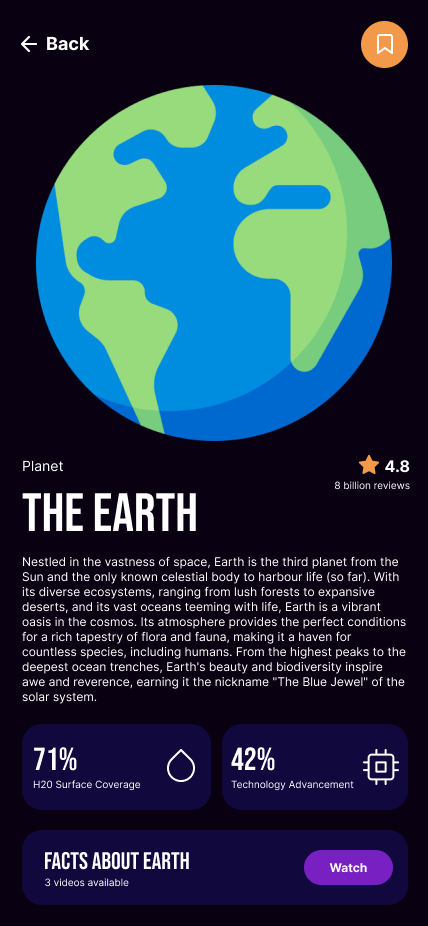 Back
Planet
4.8
8 billion reviews
THE EARTH
Nestled in the vastness of space, Earth is the third planet from the
Sun and the only known celestial body to harbour life (so far). With
its diverse ecosystems, ranging from lush forests to expansive
deserts, and its vast oceans teeming with life, Earth is a vibrant
oasis in the cosmos. Its atmosphere provides the perfect conditions
for a rich tapestry of flora and fauna, making it a haven for
countless species, including humans. From the highest peaks to the
deepest ocean trenches, Earth's beauty and biodiversity inspire
awe and reverence, earning it the nickname "The Blue Jewel" of the
solar system.
71%
H20 Surface Coverage
42%
Technology Advancement
FACTS ABOUT EARTH
3 videos available
Watch